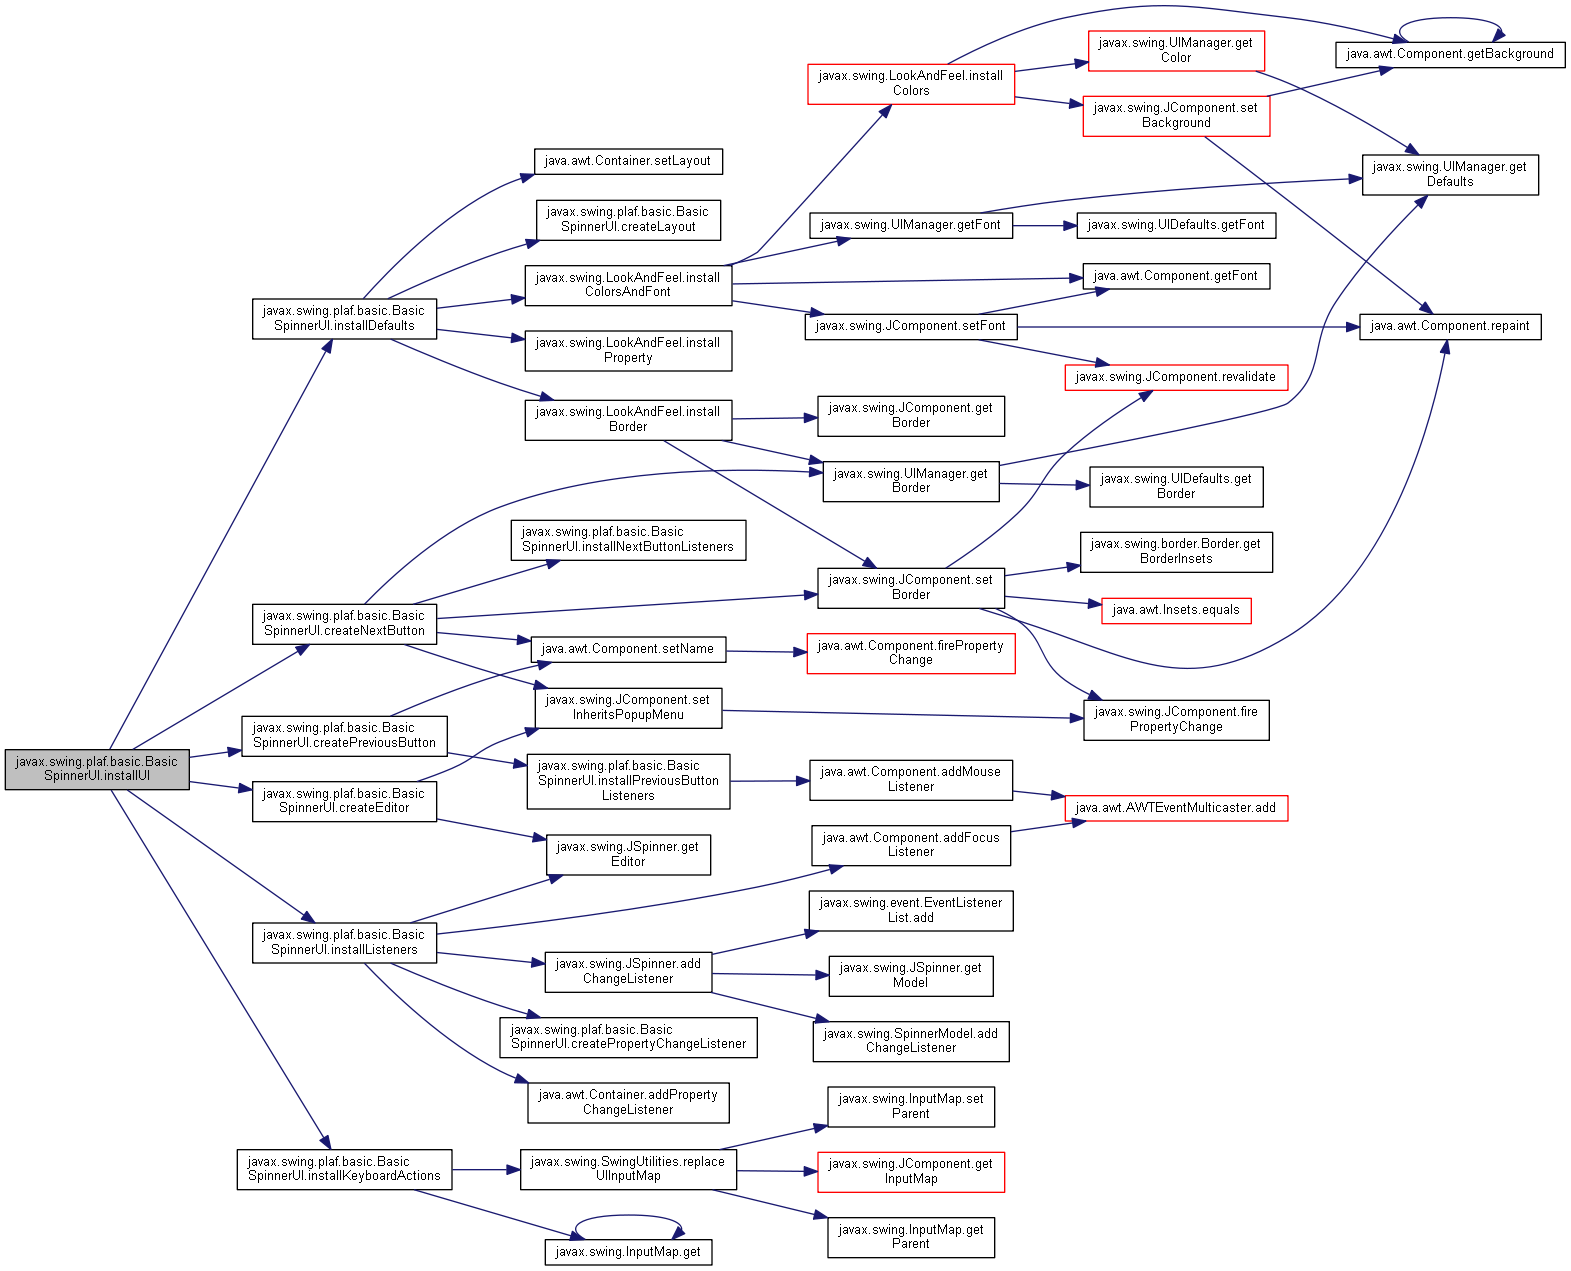 javax.swing.plaf.basic.Basic
SpinnerUI.installUI
javax.swing.plaf.basic.Basic
SpinnerUI.installDefaults
javax.swing.plaf.basic.Basic
SpinnerUI.createNextButton
javax.swing.plaf.basic.Basic
SpinnerUI.createPreviousButton
javax.swing.plaf.basic.Basic
SpinnerUI.createEditor
javax.swing.plaf.basic.Basic
SpinnerUI.installListeners
javax.swing.plaf.basic.Basic
SpinnerUI.installKeyboardActions
java.awt.Container.setLayout
javax.swing.plaf.basic.Basic
SpinnerUI.createLayout
javax.swing.LookAndFeel.install
ColorsAndFont
javax.swing.LookAndFeel.install
Property
javax.swing.LookAndFeel.install
Border
javax.swing.plaf.basic.Basic
SpinnerUI.installNextButtonListeners
java.awt.Component.setName
javax.swing.JComponent.set
InheritsPopupMenu
javax.swing.plaf.basic.Basic
SpinnerUI.installPreviousButton
Listeners
javax.swing.JSpinner.get
Editor
javax.swing.JSpinner.add
ChangeListener
javax.swing.plaf.basic.Basic
SpinnerUI.createPropertyChangeListener
java.awt.Container.addProperty
ChangeListener
javax.swing.SwingUtilities.replace
UIInputMap
javax.swing.InputMap.get
javax.swing.LookAndFeel.install
Colors
javax.swing.UIManager.getFont
javax.swing.JComponent.setFont
javax.swing.JComponent.get
Border
javax.swing.UIManager.get
Border
javax.swing.JComponent.set
Border
java.awt.Component.fireProperty
Change
java.awt.Component.addMouse
Listener
java.awt.Component.addFocus
Listener
javax.swing.event.EventListener
List.add
javax.swing.JSpinner.get
Model
javax.swing.SpinnerModel.add
ChangeListener
javax.swing.InputMap.set
Parent
javax.swing.JComponent.get
InputMap
javax.swing.InputMap.get
Parent
javax.swing.UIManager.get
Color
javax.swing.JComponent.set
Background
javax.swing.UIDefaults.getFont
java.awt.Component.getFont
javax.swing.JComponent.revalidate
javax.swing.UIDefaults.get
Border
javax.swing.border.Border.get
BorderInsets
java.awt.Insets.equals
javax.swing.JComponent.fire
PropertyChange
java.awt.AWTEventMulticaster.add
java.awt.Component.getBackground
javax.swing.UIManager.get
Defaults
java.awt.Component.repaint